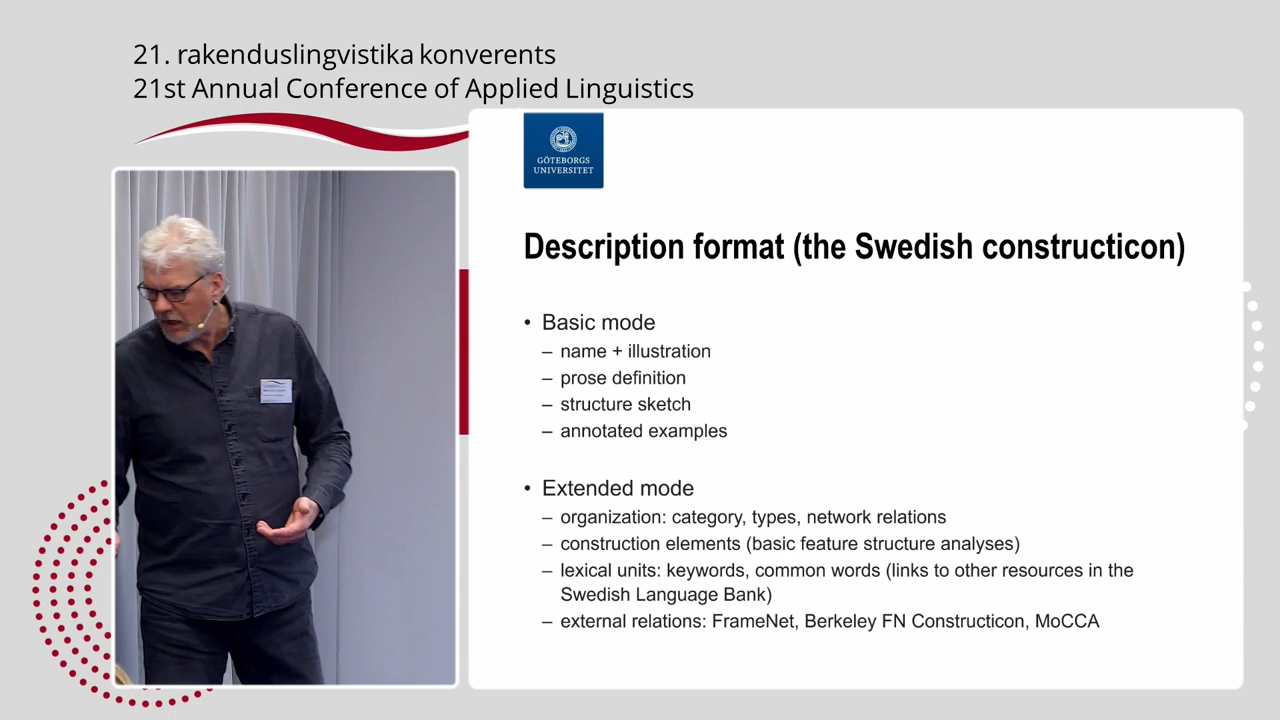 21. rakenduslingvistika konverents
21st Annual Conference of Applied Linguistics
GÖTEBORGS
UNIVERSITET
Description format (the Swedish constructicon)
• Basic mode
– name + illustration
– prose definition
– structure sketch
– annotated examples
• Extended mode
– organization: category, types, network relations
– construction elements (basic feature structure analyses)
– lexical units: keywords, common words (links to other resources in the
Swedish Language Bank)
– external relations: FrameNet, Berkeley FN Constructicon, MoCCA